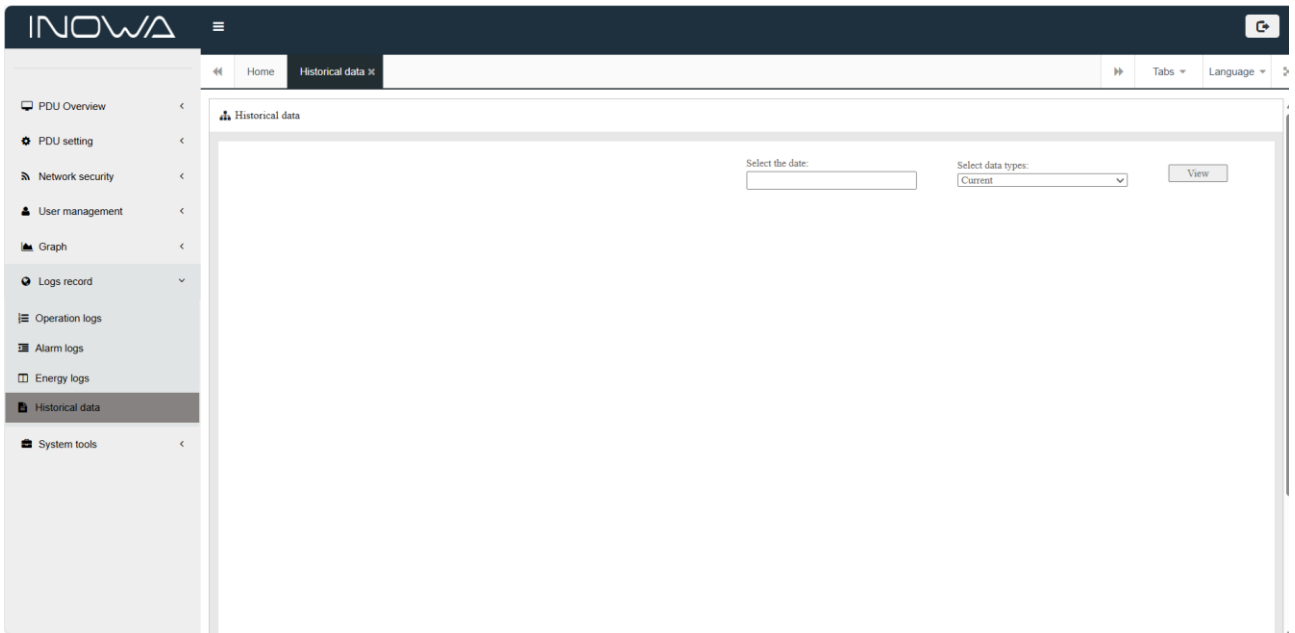 INOWA
Home
Historical data
Tabs
Language
PDU Overview
PDU setting
Network security
User management
Graph
Logs record
Operation logs
Alarm logs
Energy logs
Historical data
System tools
Historical data
Select the date:
Select data types:
Current
View